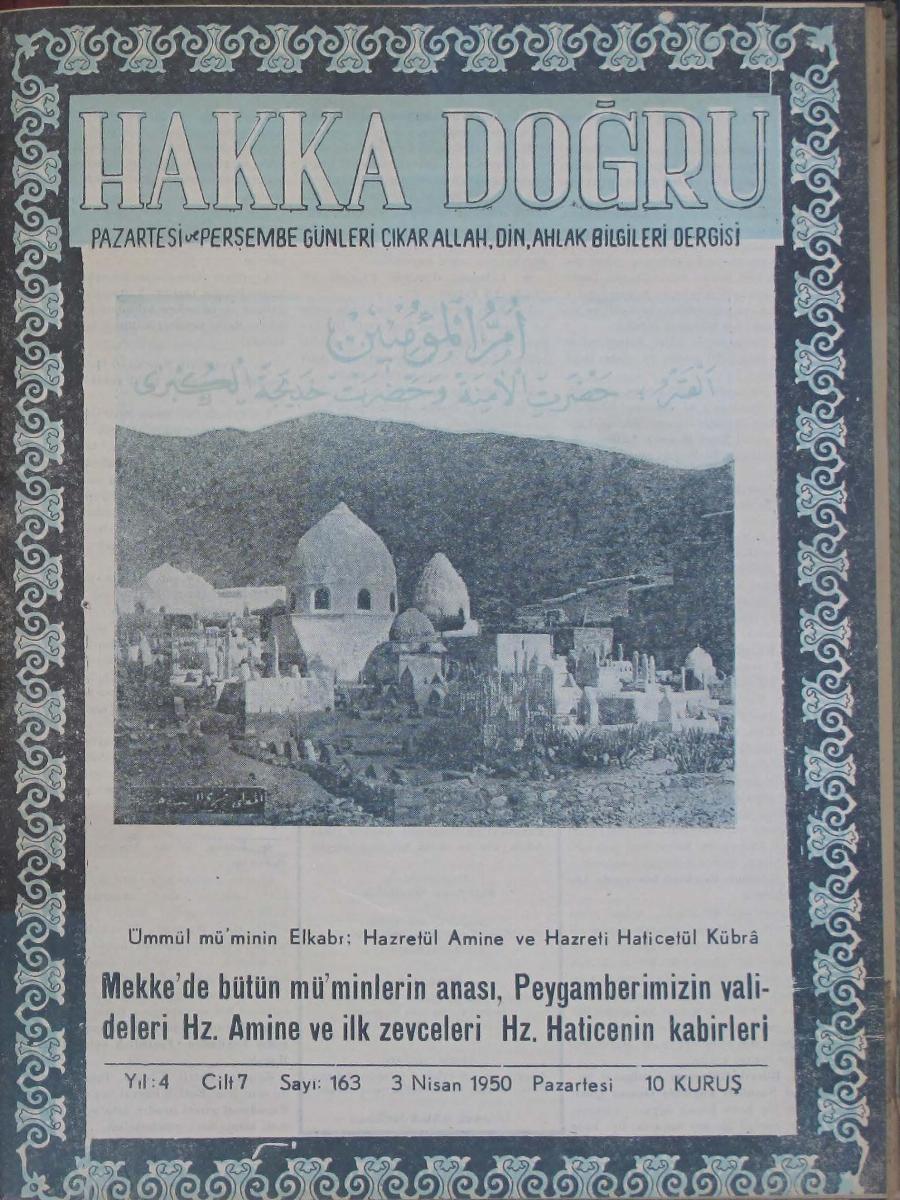 HAKKA DOĞRU
PAZARTESİ ve PERŞEMBE GÜNLERİ ÇIKAR ALLAH, DİN, AHLAK BİLGİLERİ DERGİSİ
أمّ المؤمنين
حضرت الامنة وحضرت خديجة الكبرى
Ümmül mü'minin Elkabr: Hazretül Amine ve Hazreti Haticetül Kübrâ
Mekke'de bütün mü'minlerin anası, Peygamberimizin vali-
deleri Hz. Amine ve ilk zevceleri Hz. Haticenin kabirleri
Yıl:4 Cilt 7 Sayı: 163 3 Nisan 1950 Pazartesi 10 KURUŞ